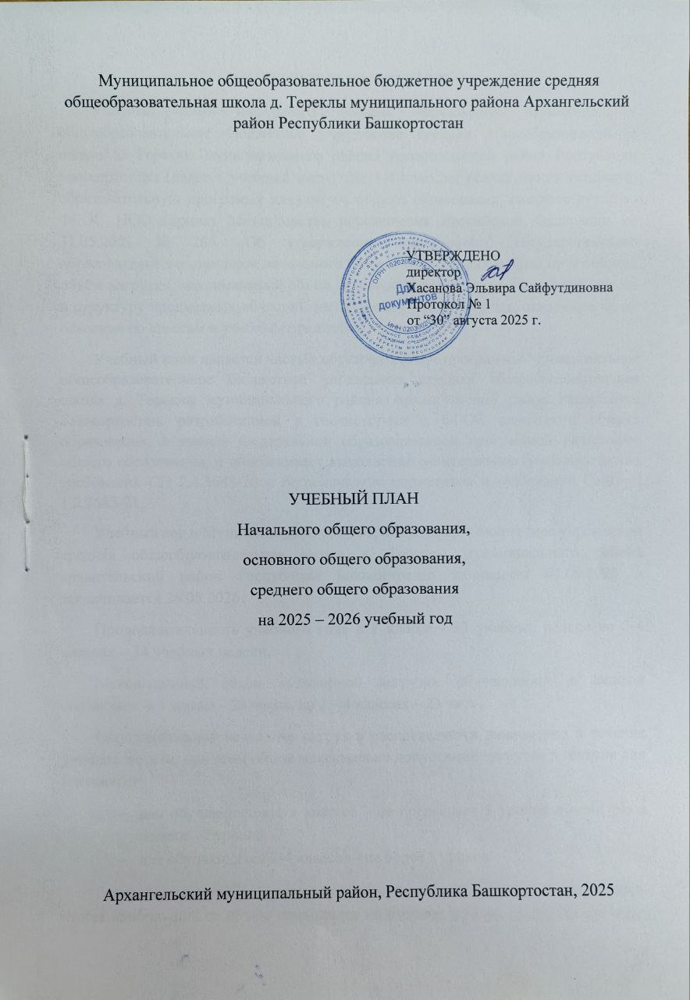 Муниципальное общеобразовательное бюджетное учреждение средняя
общеобразовательная школа д. Тереклы муниципального района Архангельский
район Республики Башкортостан
УТВЕРЖДЕНО
директор
Хасанова Эльвира Сайфутдиновна
Протокол № 1
от “30” августа 2025 г.
Для
документов
УЧЕБНЫЙ ПЛАН
Начального общего образования,
основного общего образования,
среднего общего образования
на 2025 – 2026 учебный год
Архангельский муниципальный район, Республика Башкортостан, 2025